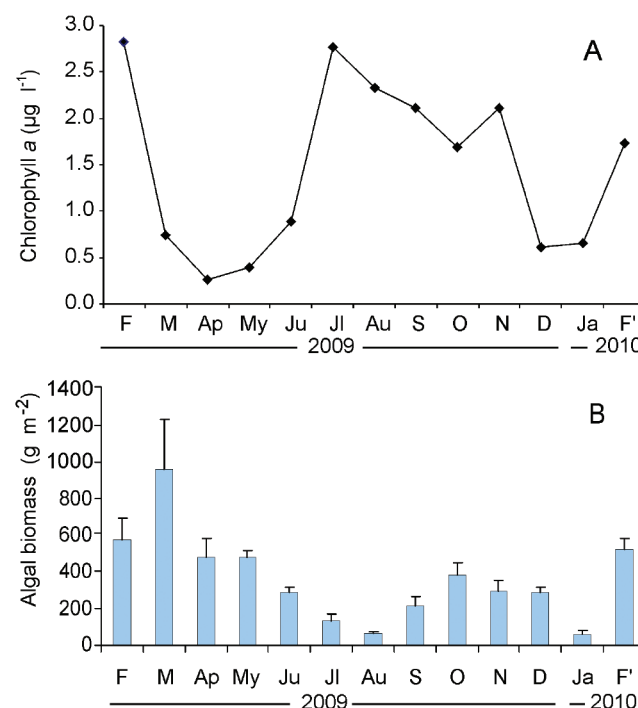 A
Chlorophyll a (µg l-1)
3.0
2.5
2.0
1.5
1.0
0.5
0.0
F M Ap My Ju Jl Au S O N D Ja F'
2009 2010
B
Algal biomass (g m-2)
1400
1200
1000
800
600
400
200
0
F M Ap My Ju Jl Au S O N D Ja F'
2009 2010